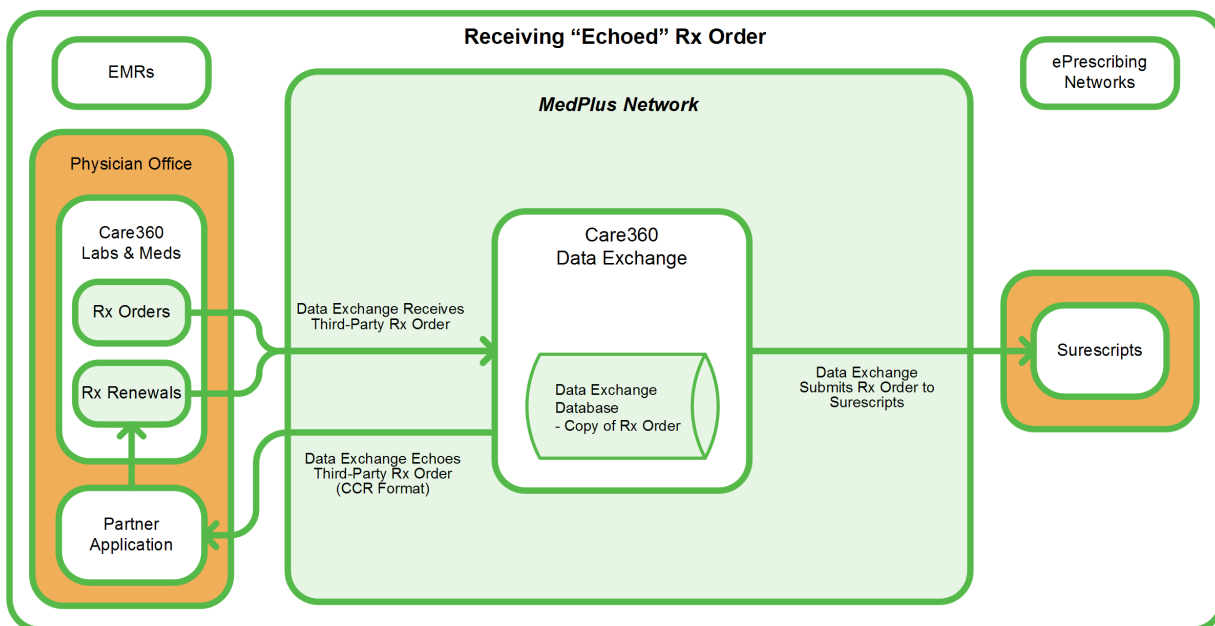 Receiving “Echoed” Rx Order
EMRs
ePrescribing
Networks
MedPlus Network
Physician Office
Care360
Labs & Meds
Rx Orders
Rx Renewals
Partner
Application
Data Exchange Receives
Third-Party Rx Order
Data Exchange Echoes
Third-Party Rx Order
(CCR Format)
Care360
Data Exchange
Data Exchange
Database
- Copy of Rx Order
Data Exchange
Submits Rx Order to
Surescripts
Surescripts